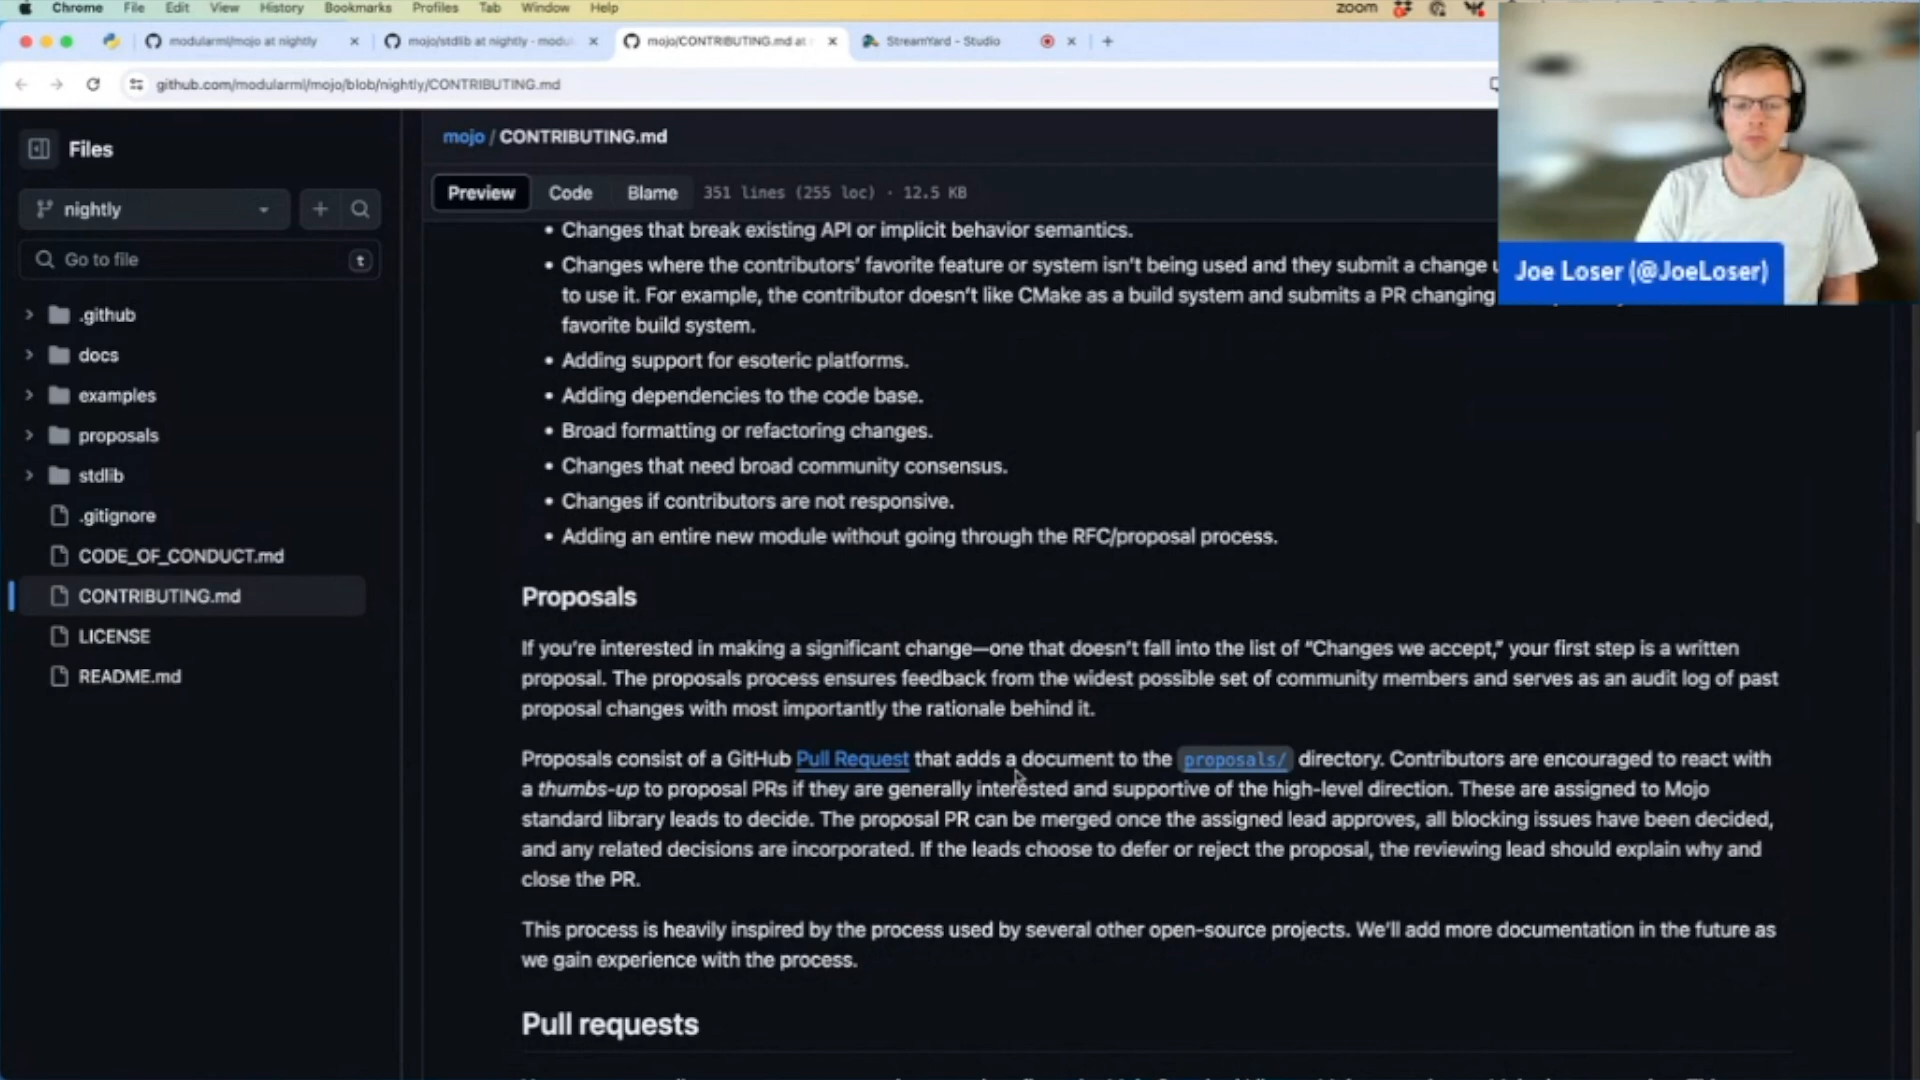 Chrome File Edit View History Bookmarks Profiles Tab Window Help zoom
modularml/mojo at nightly
mojo/stdlib at nightly - modul
mojo/CONTRIBUTING.md at
StreamYard - Studio
github.com/modularml/mojo/blob/nightly/CONTRIBUTING.md
Files
nightly
Go to file t
.github
docs
examples
proposals
stdlib
.gitignore
CODE_OF_CONDUCT.md
CONTRIBUTING.md
LICENSE
README.md
mojo / CONTRIBUTING.md
Preview Code Blame 351 lines (255 loc) · 12.5 KB
• Changes that break existing API or implicit behavior semantics.
• Changes where the contributors’ favorite feature or system isn’t being used and they submit a change
to use it. For example, the contributor doesn’t like CMake as a build system and submits a PR changing
favorite build system.
• Adding support for esoteric platforms.
• Adding dependencies to the code base.
• Broad formatting or refactoring changes.
• Changes that need broad community consensus.
• Changes if contributors are not responsive.
• Adding an entire new module without going through the RFC/proposal process.
Proposals
If you’re interested in making a significant change—one that doesn’t fall into the list of “Changes we accept,” your first step is a written
proposal. The proposals process ensures feedback from the widest possible set of community members and serves as an audit log of past
proposal changes with most importantly the rationale behind it.
Proposals consist of a GitHub Pull Request that adds a document to the proposals/ directory. Contributors are encouraged to react with
a thumbs-up to proposal PRs if they are generally interested and supportive of the high-level direction. These are assigned to Mojo
standard library leads to decide. The proposal PR can be merged once the assigned lead approves, all blocking issues have been decided,
and any related decisions are incorporated. If the leads choose to defer or reject the proposal, the reviewing lead should explain why and
close the PR.
This process is heavily inspired by the process used by several other open-source projects. We’ll add more documentation in the future as
we gain experience with the process.
Pull requests
Joe Loser (@JoeLoser)